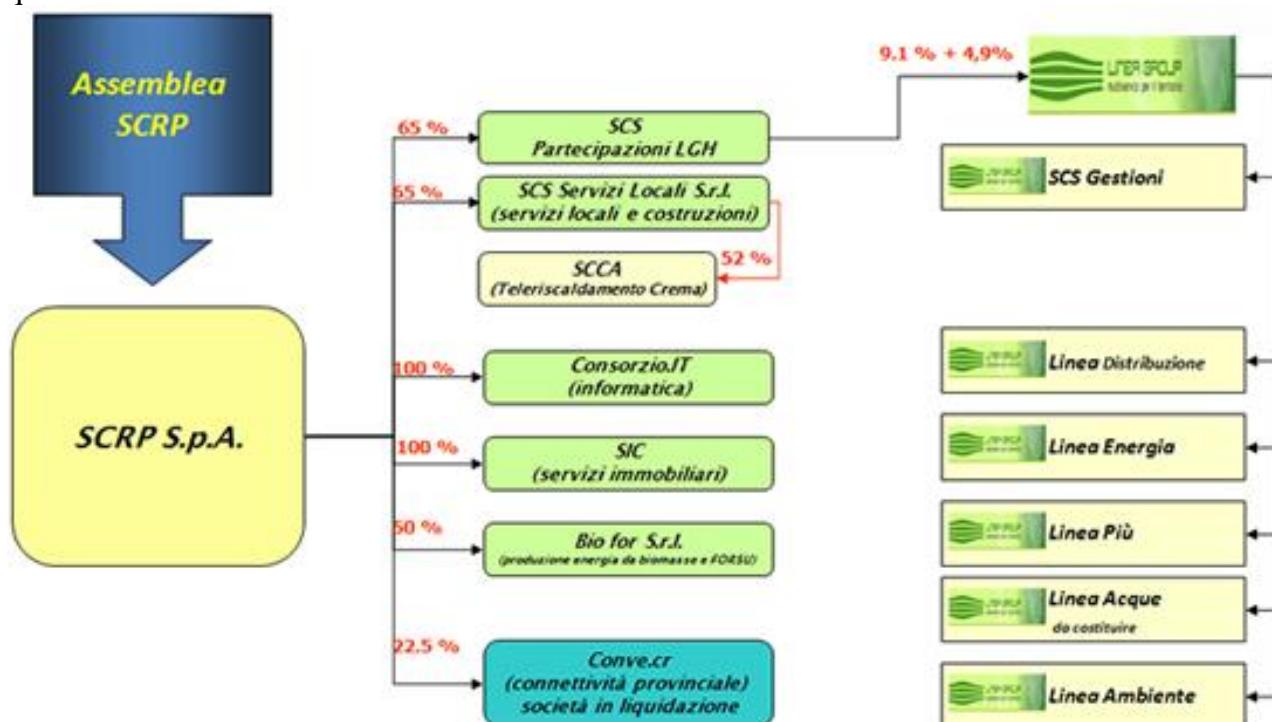 Assemblea
SCRP
SCRP S.p.A.
65 %
SCS
Partecipazioni LGH
9.1 % + 4,9%
LINEA GROUP
65 %
SCS Servizi Locali S.r.l.
(servizi locali e costruzioni)
52 %
SCCA
(Teleriscaldamento Crema)
100 %
Consorzio.IT
(informatica)
100 %
SIC
(servizi immobiliari)
50 %
Bio for S.r.l.
(produzione energia da biomasse e FORSU)
22.5 %
Conve.cr
(connettività provinciale)
società in liquidazione
SCS Gestioni
Linea Distribuzione
Linea Energia
Linea Più
Linea Acque
da costituire
Linea Ambiente